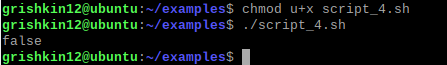 grishkin12@ubuntu:~/examples$ chmod u+x script_4.sh
grishkin12@ubuntu:~/examples$ ./script_4.sh
false
grishkin12@ubuntu:~/examples$